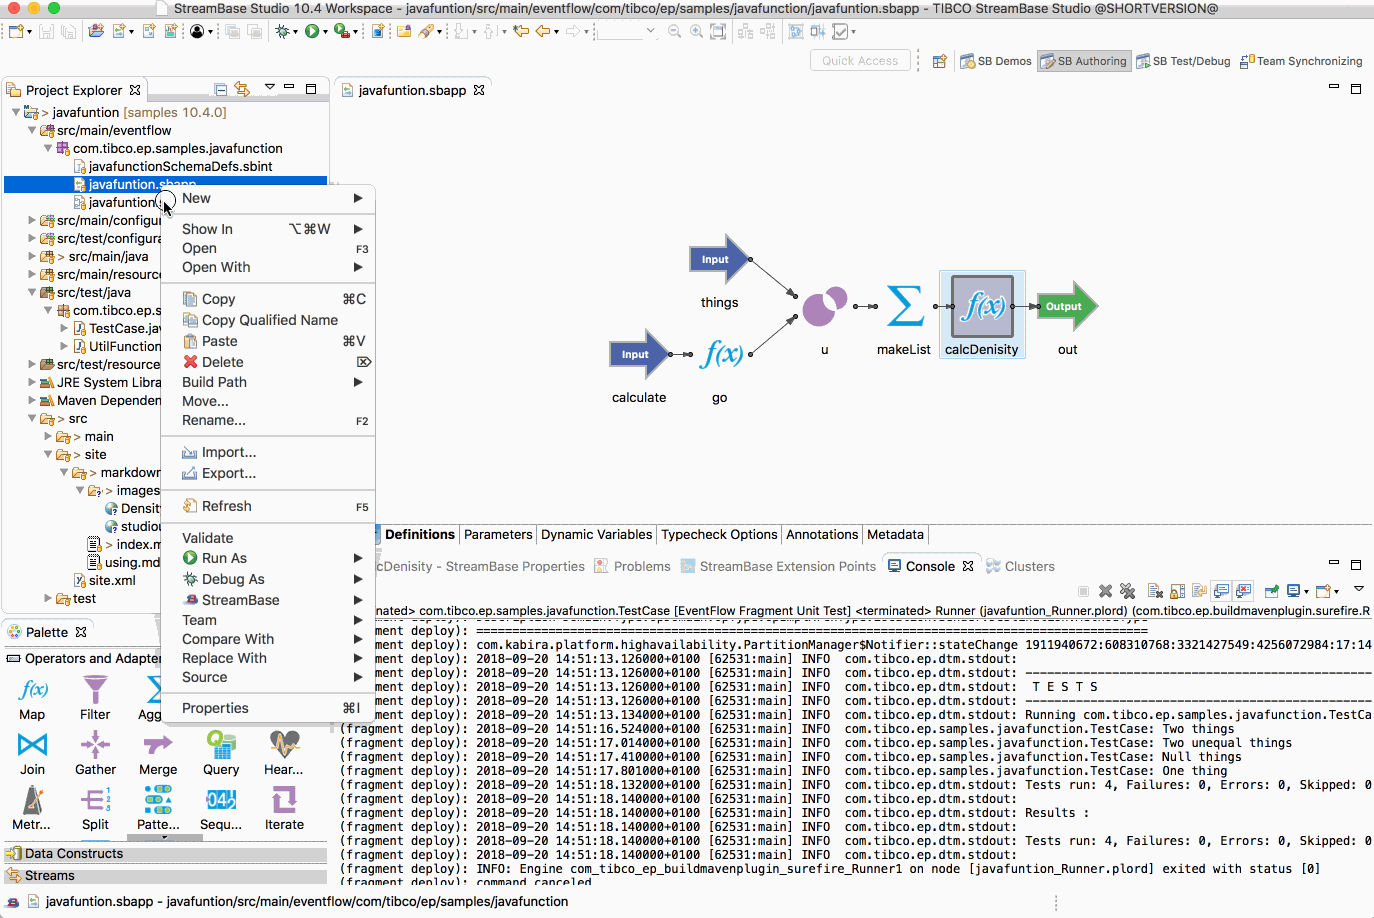 StreamBase Studio 10.4 Workspace - javafuntion/src/main/eventflow/com/tibco/ep/samples/javafunction/javafuntion.sbapp - TIBCO StreamBase Studio @SHORTVERSION@
Quick Access
SB Demos
SB Authoring
SB Test/Debug
Team Synchronizing
Project Explorer
> javafuntion [samples 10.4.0]
src/main/eventflow
com.tibco.ep.samples.javafunction
javafunctionSchemaDefs.sbint
javafuntion.sbapp
javafuntion.
src/main/configur
src/test/configura
> src/main/java
src/main/resource
src/test/java
com.tibco.ep.s
TestCase.jav
UtilFunction
src/test/resource
JRE System Libra
Maven Dependen
> src
> main
> site
> markdown
> images
Densit
studiou
> index.m
using.md
site.xml
test
New
Show In ⌥⌘W
Open F3
Open With
Copy ⌘C
Copy Qualified Name
Paste ⌘V
Delete ⌦
Build Path
Move...
Rename... F2
Import...
Export...
Refresh F5
Validate
Run As
Debug As
StreamBase
Team
Compare With
Replace With
Source
Properties ⌘I
javafuntion.sbapp
Input
things
Input
calculate
f(x)
go
u
makeList
f(x)
calcDenisity
Output
out
Definitions
Parameters
Dynamic Variables
Typecheck Options
Annotations
Metadata
cDenisity - StreamBase Properties
Problems
StreamBase Extension Points
Console
Clusters
nated> com.tibco.ep.samples.javafunction.TestCase [EventFlow Fragment Unit Test] <terminated> Runner (javafuntion_Runner.plord) (com.tibco.ep.buildmavenplugin.surefire.R
ment deploy): ================================================================
ment deploy): com.kabira.platform.highavailability.PartitionManager$Notifier::stateChange 1911940672:608310768:3321427549:4256072984:17:14
ment deploy): 2018-09-20 14:51:13.126000+0100 [62531:main] INFO com.tibco.ep.dtm.stdout:
ment deploy): 2018-09-20 14:51:13.126000+0100 [62531:main] INFO com.tibco.ep.dtm.stdout: -------------------------------------------------------
ment deploy): 2018-09-20 14:51:13.126000+0100 [62531:main] INFO com.tibco.ep.dtm.stdout: T E S T S
ment deploy): 2018-09-20 14:51:13.126000+0100 [62531:main] INFO com.tibco.ep.dtm.stdout: -------------------------------------------------------
ment deploy): 2018-09-20 14:51:13.134000+0100 [62531:main] INFO com.tibco.ep.dtm.stdout: Running com.tibco.ep.samples.javafunction.TestCa
(fragment deploy): 2018-09-20 14:51:16.524000+0100 [62531:main] INFO com.tibco.ep.samples.javafunction.TestCase: Two things
(fragment deploy): 2018-09-20 14:51:17.014000+0100 [62531:main] INFO com.tibco.ep.samples.javafunction.TestCase: Two unequal things
(fragment deploy): 2018-09-20 14:51:17.410000+0100 [62531:main] INFO com.tibco.ep.samples.javafunction.TestCase: Null things
(fragment deploy): 2018-09-20 14:51:17.801000+0100 [62531:main] INFO com.tibco.ep.samples.javafunction.TestCase: One thing
(fragment deploy): 2018-09-20 14:51:18.132000+0100 [62531:main] INFO com.tibco.ep.dtm.stdout: Tests run: 4, Failures: 0, Errors: 0, Skipped: 0
(fragment deploy): 2018-09-20 14:51:18.140000+0100 [62531:main] INFO com.tibco.ep.dtm.stdout:
(fragment deploy): 2018-09-20 14:51:18.140000+0100 [62531:main] INFO com.tibco.ep.dtm.stdout: Results :
(fragment deploy): 2018-09-20 14:51:18.140000+0100 [62531:main] INFO com.tibco.ep.dtm.stdout:
(fragment deploy): 2018-09-20 14:51:18.140000+0100 [62531:main] INFO com.tibco.ep.dtm.stdout: Tests run: 4, Failures: 0, Errors: 0, Skipped: 0
(fragment deploy): 2018-09-20 14:51:18.140000+0100 [62531:main] INFO com.tibco.ep.dtm.stdout:
(fragment deploy): INFO: Engine com_tibco_ep_buildmavenplugin_surefire_Runner1 on node [javafuntion_Runner.plord] exited with status [0]
(fragment deploy): command canceled
Palette
Operators and Adapter
f(x)
Map
Filter
Agg
Join
Gather
Merge
Query
Hear...
Metr...
Split
Patte...
Sequ...
Iterate
Data Constructs
Streams
javafuntion.sbapp - javafuntion/src/main/eventflow/com/tibco/ep/samples/javafunction